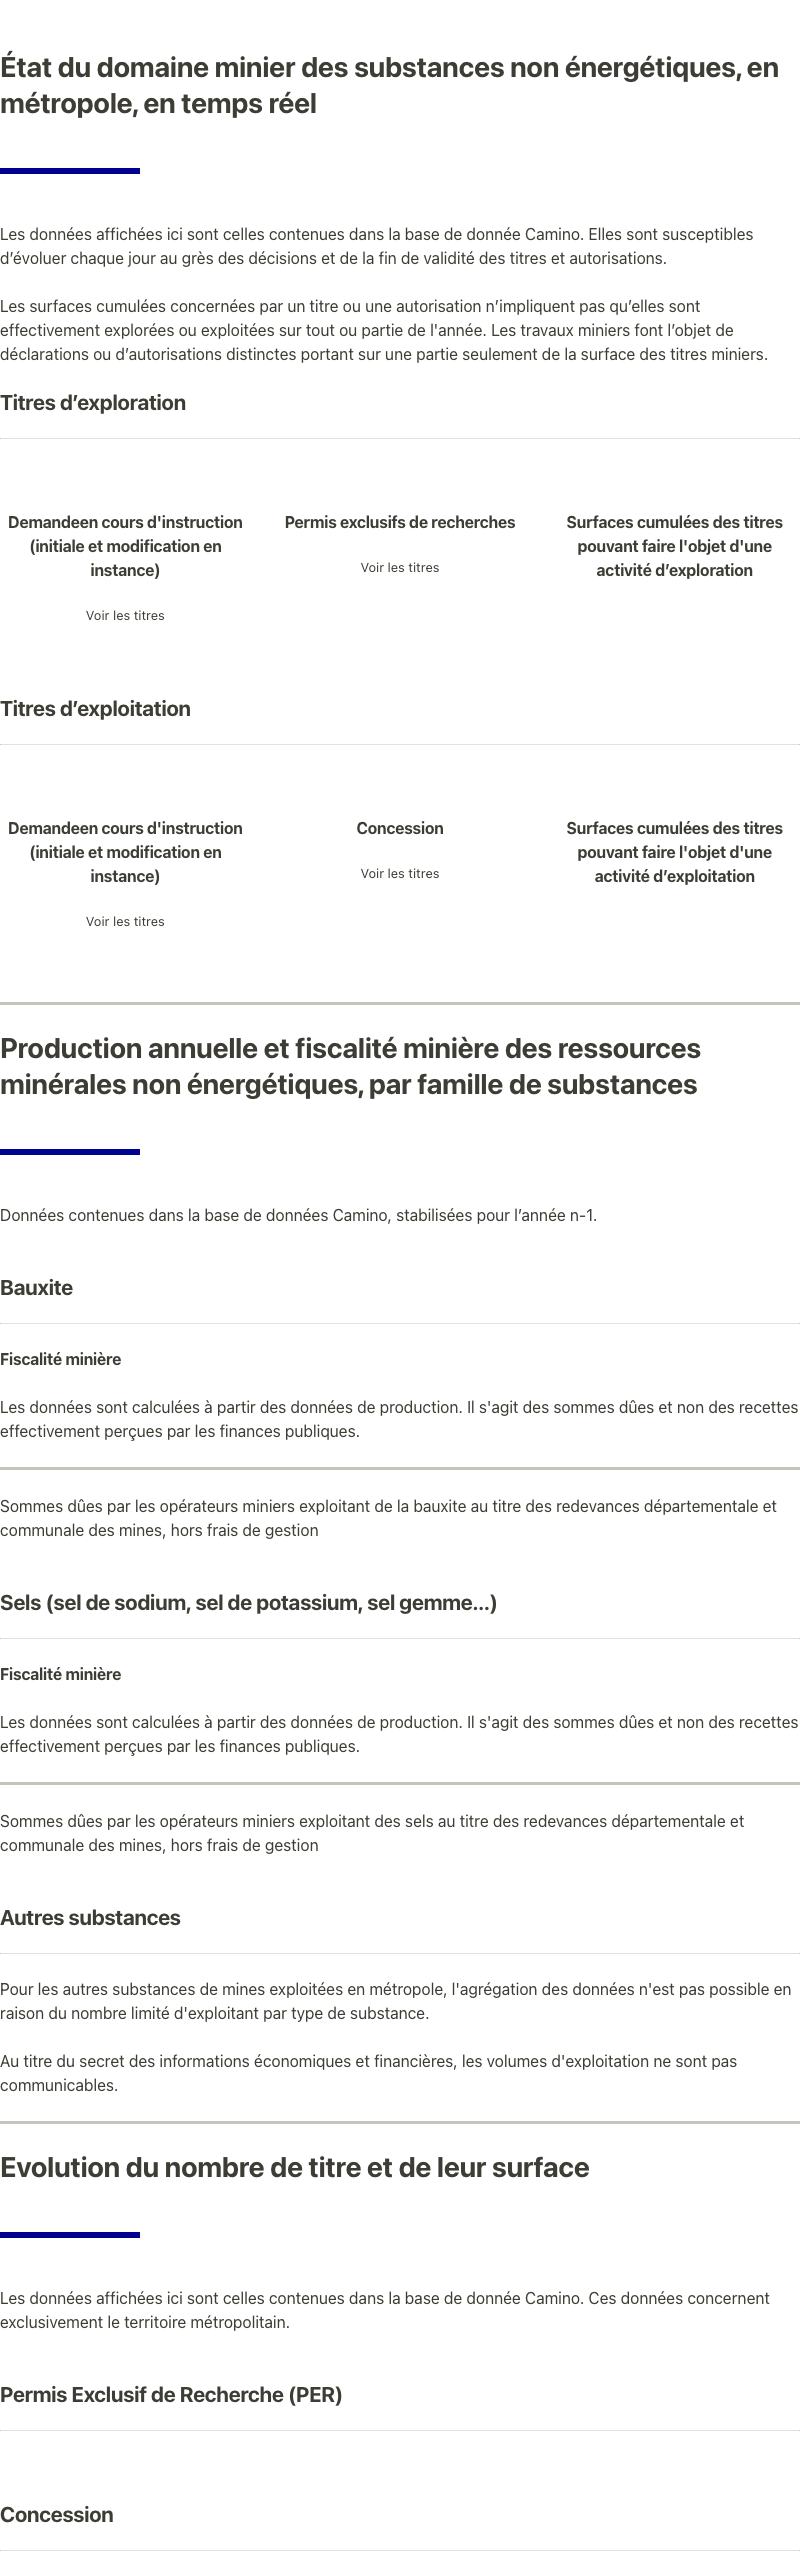 État du domaine minier des substances non énergétiques, en
métropole, en temps réel
Les données affichées ici sont celles contenues dans la base de donnée Camino. Elles sont susceptibles
d’évoluer chaque jour au grès des décisions et de la fin de validité des titres et autorisations.
Les surfaces cumulées concernées par un titre ou une autorisation n’impliquent pas qu’elles sont
effectivement explorées ou exploitées sur tout ou partie de l'année. Les travaux miniers font l’objet de
déclarations ou d’autorisations distinctes portant sur une partie seulement de la surface des titres miniers.
Titres d’exploration
Demandeen cours d'instruction
(initiale et modification en
instance)
Voir les titres
Permis exclusifs de recherches
Voir les titres
Surfaces cumulées des titres
pouvant faire l'objet d'une
activité d’exploration
Titres d’exploitation
Demandeen cours d'instruction
(initiale et modification en
instance)
Voir les titres
Concession
Voir les titres
Surfaces cumulées des titres
pouvant faire l'objet d'une
activité d’exploitation
Production annuelle et fiscalité minière des ressources
minérales non énergétiques, par famille de substances
Données contenues dans la base de données Camino, stabilisées pour l’année n-1.
Bauxite
Fiscalité minière
Les données sont calculées à partir des données de production. Il s'agit des sommes dûes et non des recettes
effectivement perçues par les finances publiques.
Sommes dûes par les opérateurs miniers exploitant de la bauxite au titre des redevances départementale et
communale des mines, hors frais de gestion
Sels (sel de sodium, sel de potassium, sel gemme...)
Fiscalité minière
Les données sont calculées à partir des données de production. Il s'agit des sommes dûes et non des recettes
effectivement perçues par les finances publiques.
Sommes dûes par les opérateurs miniers exploitant des sels au titre des redevances départementale et
communale des mines, hors frais de gestion
Autres substances
Pour les autres substances de mines exploitées en métropole, l'agrégation des données n'est pas possible en
raison du nombre limité d'exploitant par type de substance.
Au titre du secret des informations économiques et financières, les volumes d'exploitation ne sont pas
communicables.
Evolution du nombre de titre et de leur surface
Les données affichées ici sont celles contenues dans la base de donnée Camino. Ces données concernent
exclusivement le territoire métropolitain.
Permis Exclusif de Recherche (PER)
Concession